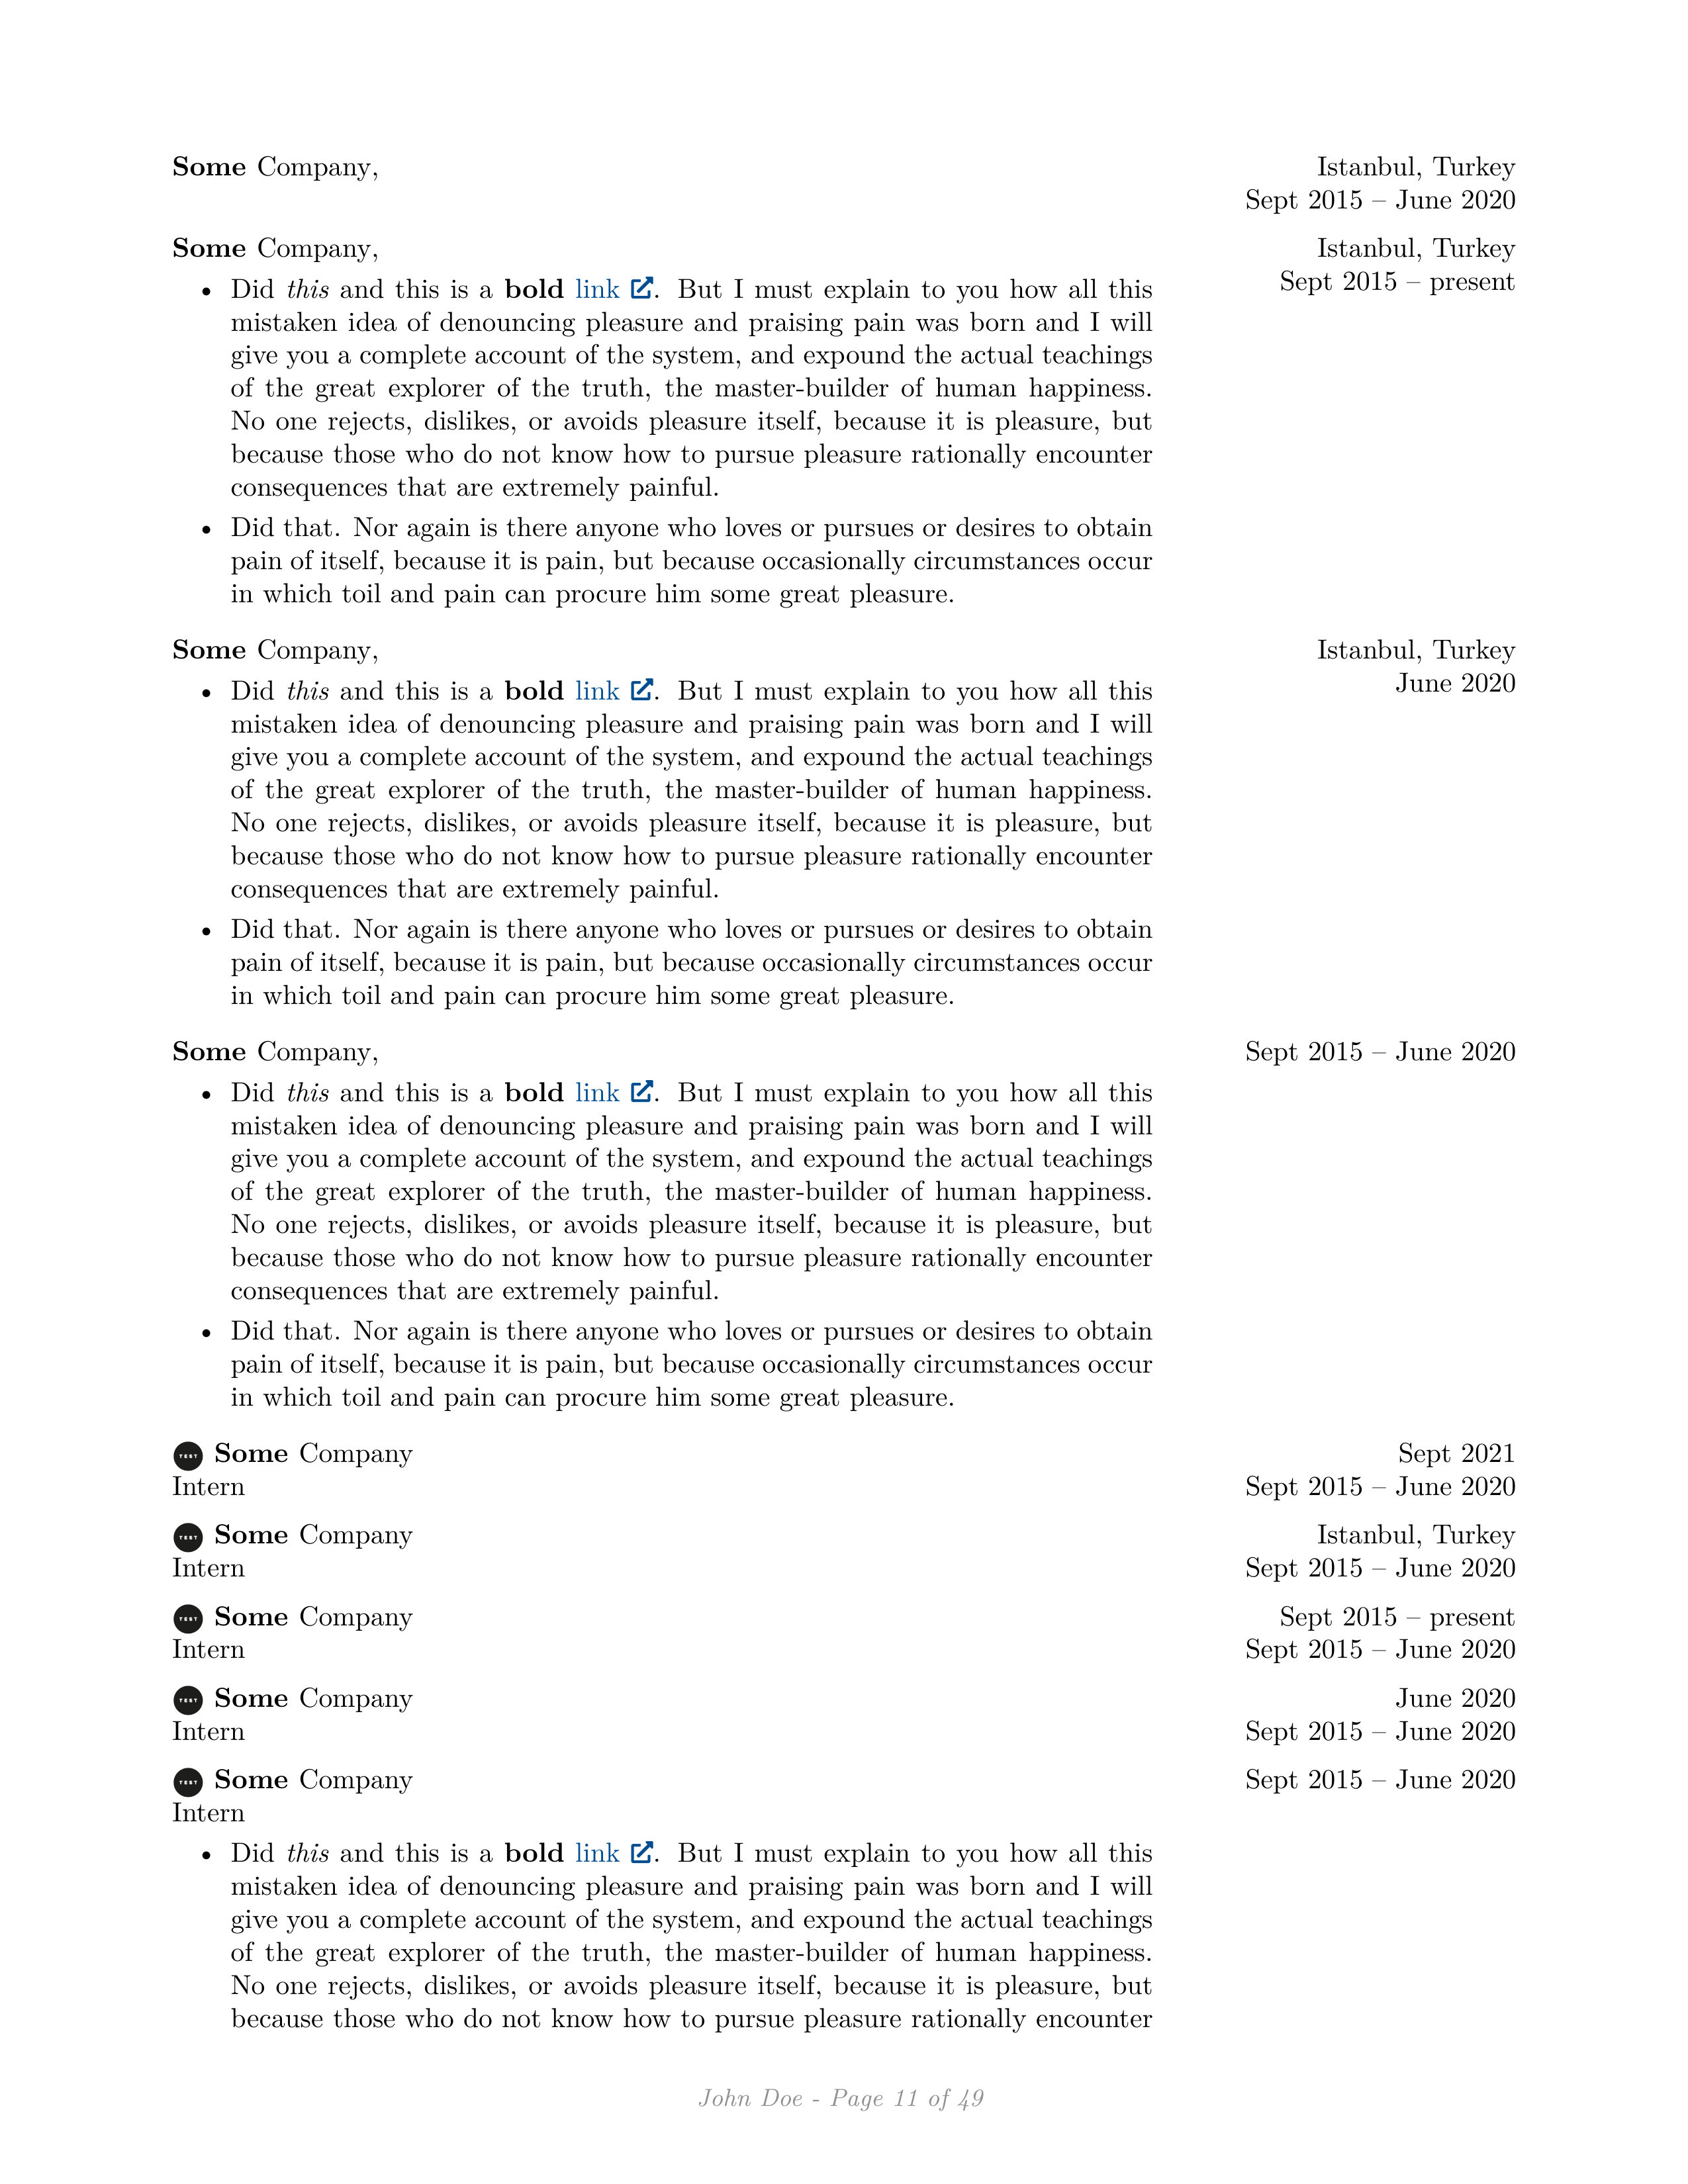 Some Company,
Istanbul, Turkey
Sept 2015 – June 2020
Some Company,
Istanbul, Turkey
Sept 2015 – present
• Did this and this is a bold link. But I must explain to you how all this
mistaken idea of denouncing pleasure and praising pain was born and I will
give you a complete account of the system, and expound the actual teachings
of the great explorer of the truth, the master-builder of human happiness.
No one rejects, dislikes, or avoids pleasure itself, because it is pleasure, but
because those who do not know how to pursue pleasure rationally encounter
consequences that are extremely painful.
• Did that. Nor again is there anyone who loves or pursues or desires to obtain
pain of itself, because it is pain, but because occasionally circumstances occur
in which toil and pain can procure him some great pleasure.
Some Company,
Istanbul, Turkey
June 2020
• Did this and this is a bold link. But I must explain to you how all this
mistaken idea of denouncing pleasure and praising pain was born and I will
give you a complete account of the system, and expound the actual teachings
of the great explorer of the truth, the master-builder of human happiness.
No one rejects, dislikes, or avoids pleasure itself, because it is pleasure, but
because those who do not know how to pursue pleasure rationally encounter
consequences that are extremely painful.
• Did that. Nor again is there anyone who loves or pursues or desires to obtain
pain of itself, because it is pain, but because occasionally circumstances occur
in which toil and pain can procure him some great pleasure.
Some Company,
Sept 2015 – June 2020
• Did this and this is a bold link. But I must explain to you how all this
mistaken idea of denouncing pleasure and praising pain was born and I will
give you a complete account of the system, and expound the actual teachings
of the great explorer of the truth, the master-builder of human happiness.
No one rejects, dislikes, or avoids pleasure itself, because it is pleasure, but
because those who do not know how to pursue pleasure rationally encounter
consequences that are extremely painful.
• Did that. Nor again is there anyone who loves or pursues or desires to obtain
pain of itself, because it is pain, but because occasionally circumstances occur
in which toil and pain can procure him some great pleasure.
TEST Some Company
Sept 2021
Intern
Sept 2015 – June 2020
TEST Some Company
Istanbul, Turkey
Intern
Sept 2015 – June 2020
TEST Some Company
Sept 2015 – present
Intern
Sept 2015 – June 2020
TEST Some Company
June 2020
Intern
Sept 2015 – June 2020
TEST Some Company
Sept 2015 – June 2020
Intern
• Did this and this is a bold link. But I must explain to you how all this
mistaken idea of denouncing pleasure and praising pain was born and I will
give you a complete account of the system, and expound the actual teachings
of the great explorer of the truth, the master-builder of human happiness.
No one rejects, dislikes, or avoids pleasure itself, because it is pleasure, but
because those who do not know how to pursue pleasure rationally encounter
John Doe - Page 11 of 49